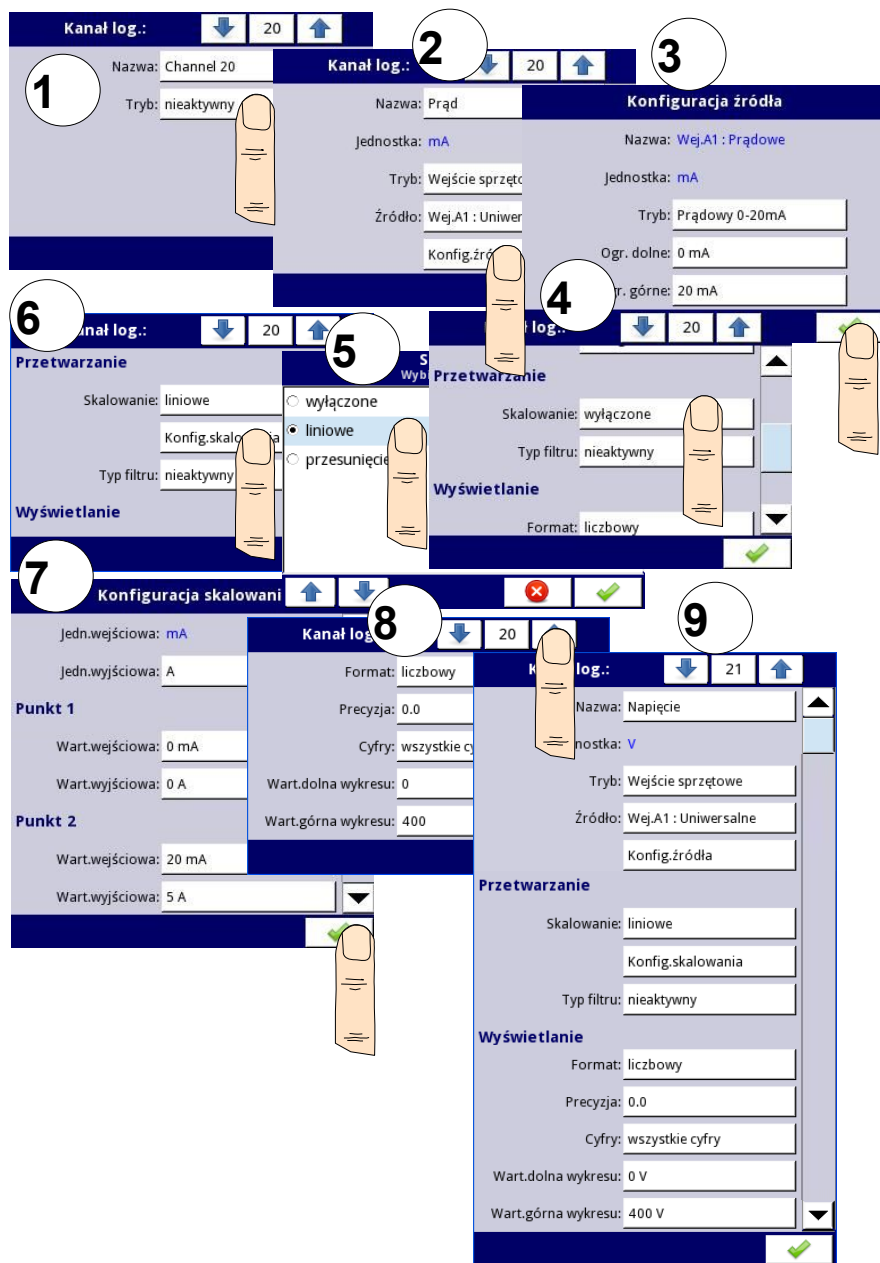 1
Kanał log.:
20
Nazwa: Channel 20
Tryb: nieaktywny
2
Kanał log.:
20
Nazwa: Prąd
Jednostka: mA
Tryb: Wejście sprzęto
Źródło: Wej.A1 : Uniwer
Konfig.źró
3
Konfiguracja źródła
Nazwa: Wej.A1 : Prądowe
Jednostka: mA
Tryb: Prądowy 0-20mA
Ogr. dolne: 0 mA
gr. górne: 20 mA
4
log.:
20
Przetwarzanie
Skalowanie: wyłączone
Typ filtru: nieaktywny
Wyświetlanie
Format: liczbowy
5
S
Wybi
wyłączone
liniowe
przesunięcie
6
anał log.:
20
Przetwarzanie
Skalowanie: liniowe
Konfig.skalowania
Typ filtru: nieaktywny
Wyświetlanie
7
Konfiguracja skalowani
Jedn.wejściowa: mA
Jedn.wyjściowa: A
Punkt 1
Wart.wejściowa: 0 mA
Wart.wyjściowa: 0 A
Punkt 2
Wart.wejściowa: 20 mA
Wart.wyjściowa: 5 A
8
Kanał log
20
Format: liczbowy
Precyzja: 0.0
Cyfry: wszystkie cy
Wart.dolna wykresu: 0
Wart.górna wykresu: 400
9
K log.:
21
Nazwa: Napięcie
nostka: V
Tryb: Wejście sprzętowe
Źródło: Wej.A1 : Uniwersalne
Konfig.źródła
Przetwarzanie
Skalowanie: liniowe
Konfig.skalowania
Typ filtru: nieaktywny
Wyświetlanie
Format: liczbowy
Precyzja: 0.0
Cyfry: wszystkie cyfry
Wart.dolna wykresu: 0 V
Wart.górna wykresu: 400 V